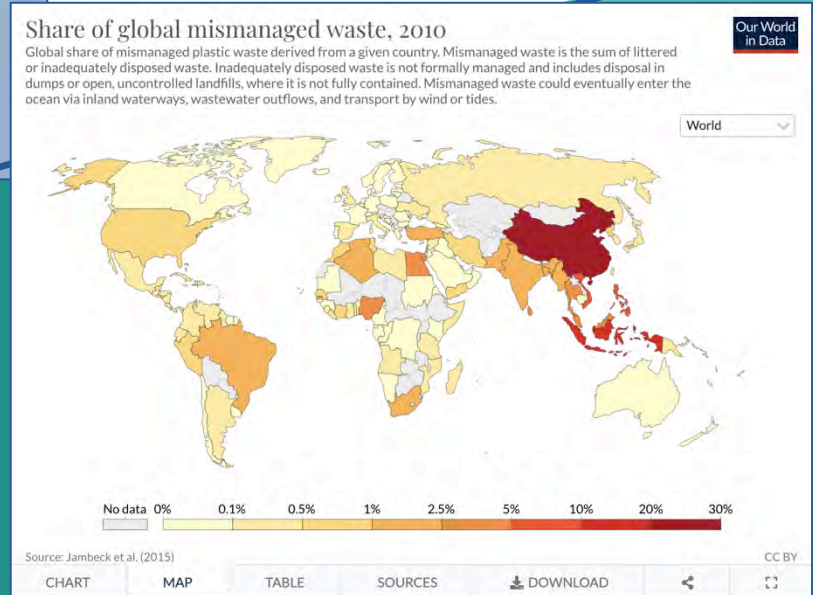 Share of global mismanaged waste, 2010
Our World
in Data
Global share of mismanaged plastic waste derived from a given country. Mismanaged waste is the sum of littered
or inadequately disposed waste. Inadequately disposed waste is not formally managed and includes disposal in
dumps or open, uncontrolled landfills, where it is not fully contained. Mismanaged waste could eventually enter the
ocean via inland waterways, wastewater outflows, and transport by wind or tides.
World
No data 0% 0.1% 0.5% 1% 2.5% 5% 10% 20% 30%
Source: Jambeck et al. (2015) CC BY
CHART MAP TABLE SOURCES DOWNLOAD